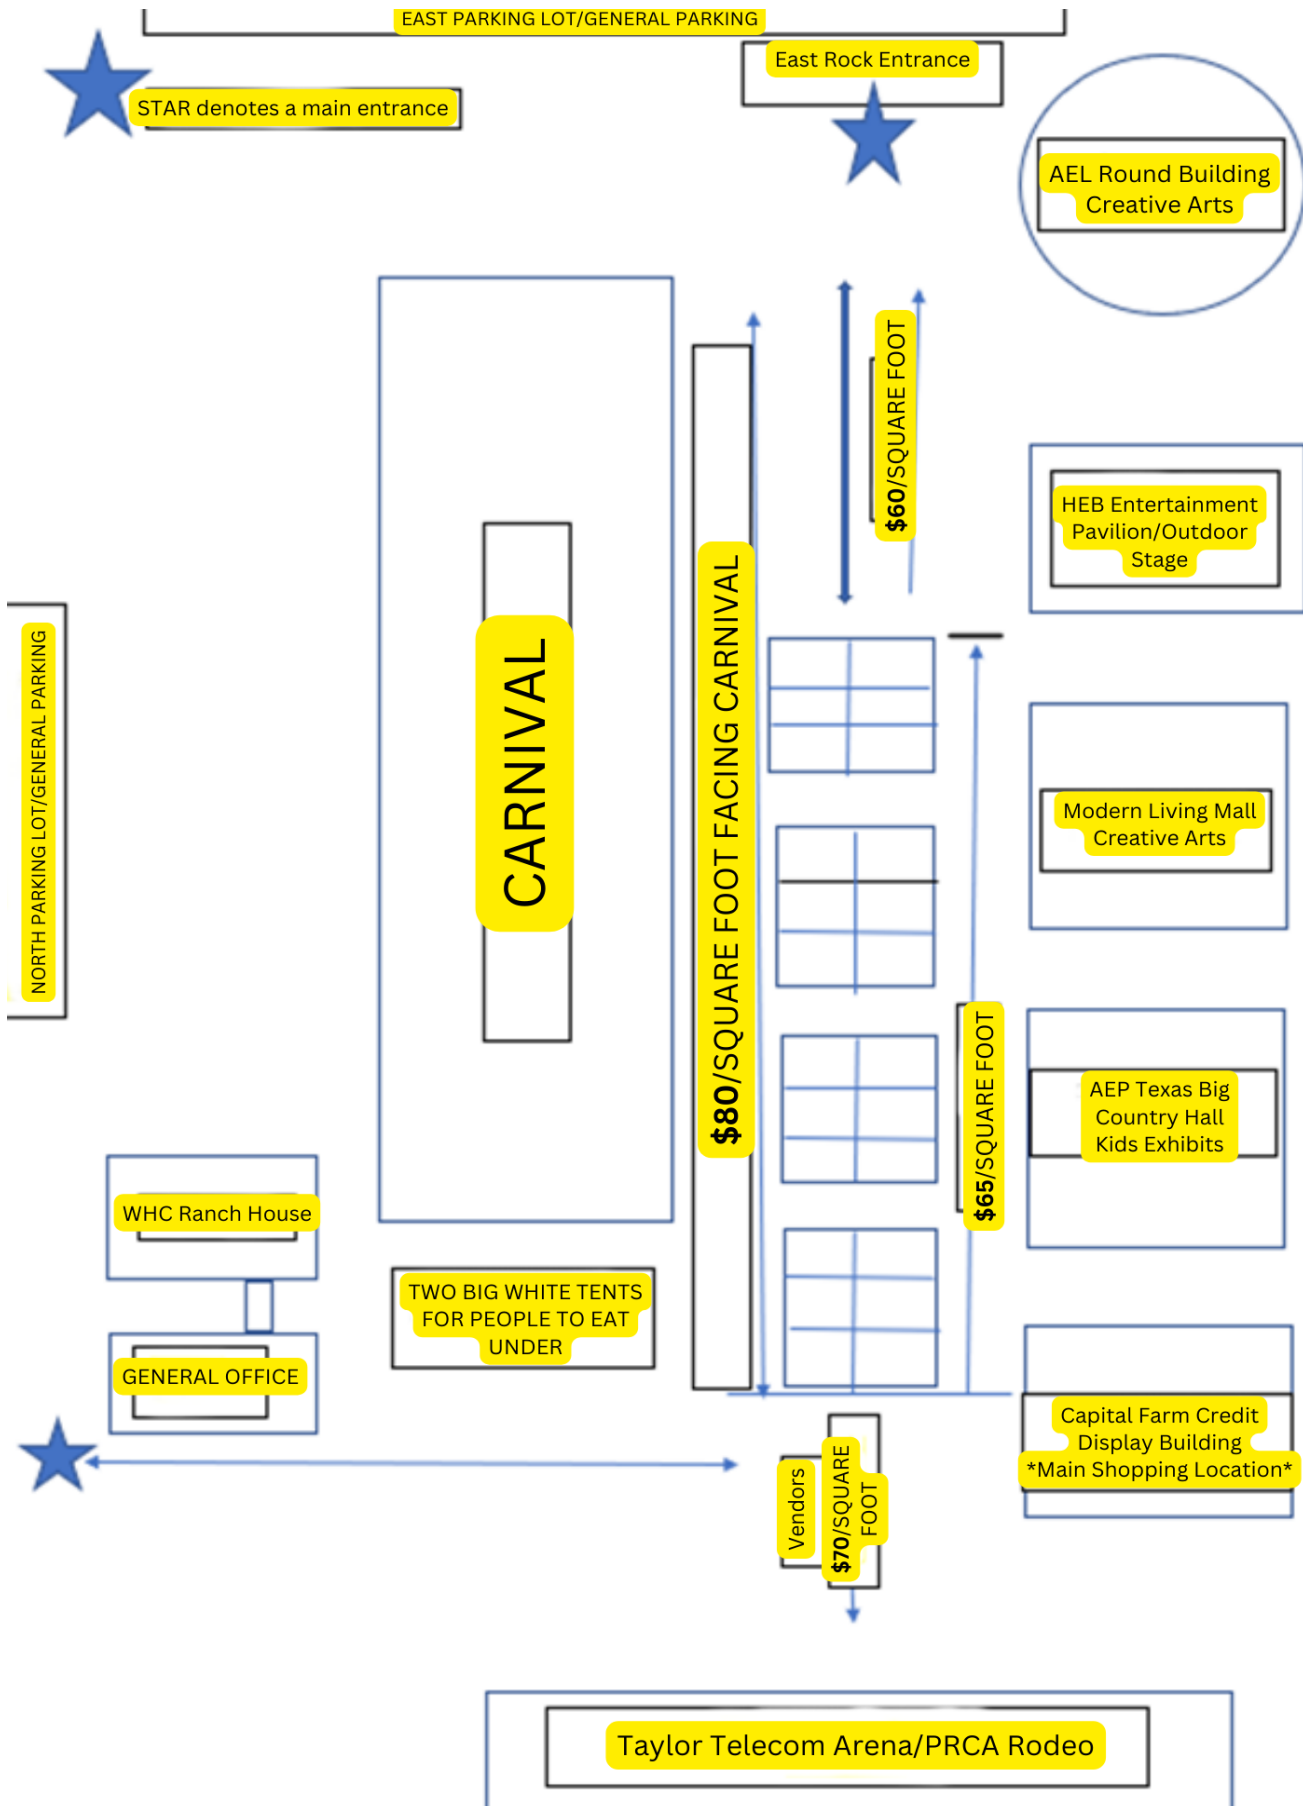 EAST PARKING LOT/GENERAL PARKING
East Rock Entrance
STAR denotes a main entrance
AEL Round Building
Creative Arts
$60/SQUARE FOOT
HEB Entertainment
Pavilion/Outdoor
Stage
NORTH PARKING LOT/GENERAL PARKING
CARNIVAL
$80/SQUARE FOOT FACING CARNIVAL
Modern Living Mall
Creative Arts
$65/SQUARE FOOT
AEP Texas Big
Country Hall
Kids Exhibits
WHC Ranch House
TWO BIG WHITE TENTS
FOR PEOPLE TO EAT
UNDER
GENERAL OFFICE
Capital Farm Credit
Display Building
*Main Shopping Location*
Vendors
$70/SQUARE
FOOT
Taylor Telecom Arena/PRCA Rodeo